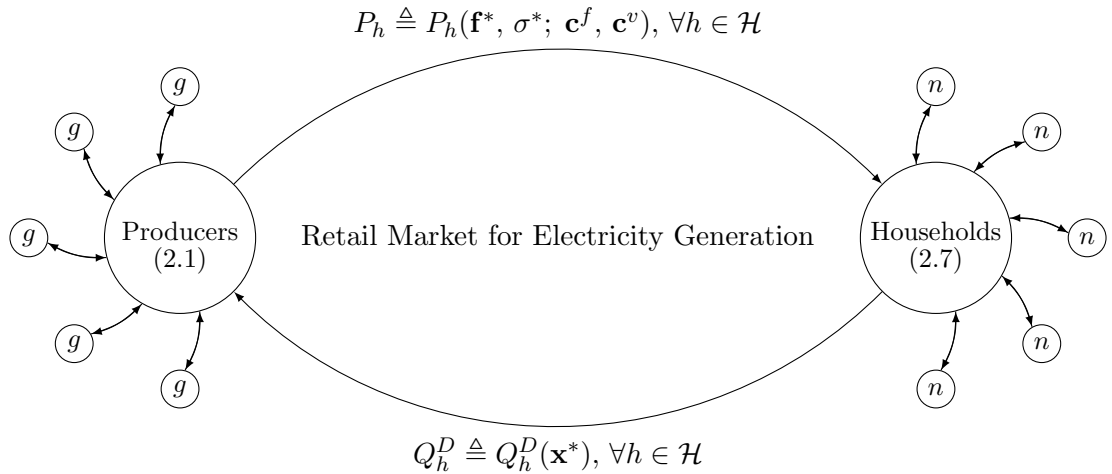 P_h ≜ P_h(f*, σ*; c^f, c^v), ∀h ∈ ℋ
g
g
g
g
g
Producers
(2.1)
Retail Market for Electricity Generation
Households
(2.7)
n
n
n
n
n
Q_h^D ≜ Q_h^D(x*), ∀h ∈ ℋ